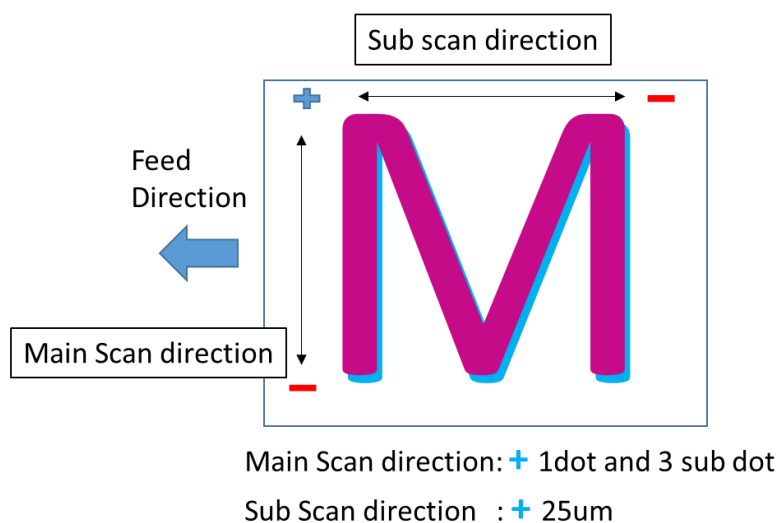 Sub scan direction
+ −
Feed
Direction
Main Scan direction
−
M
Main Scan direction: + 1dot and 3 sub dot
Sub Scan direction : + 25um